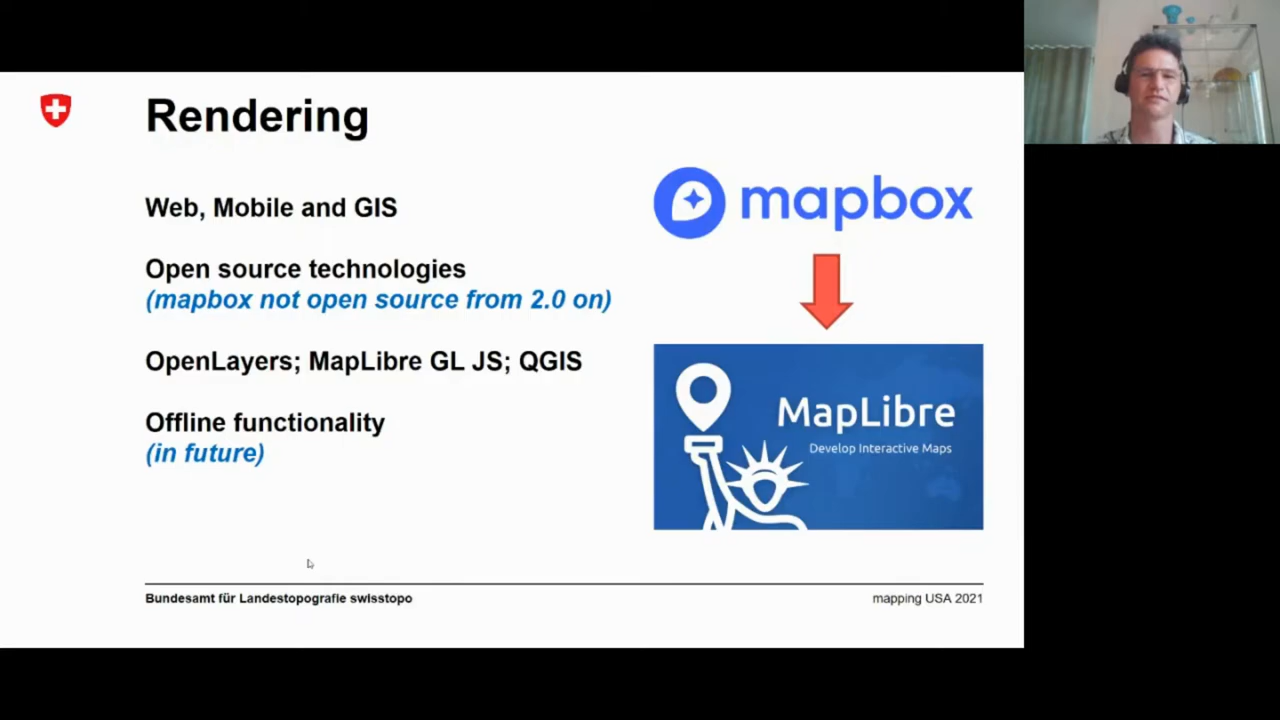 Rendering
Web, Mobile and GIS
Open source technologies
(mapbox not open source from 2.0 on)
OpenLayers; MapLibre GL JS; QGIS
Offline functionality
(in future)
mapbox
MapLibre
Develop Interactive Maps
Bundesamt für Landestopografie swisstopo
mapping USA 2021